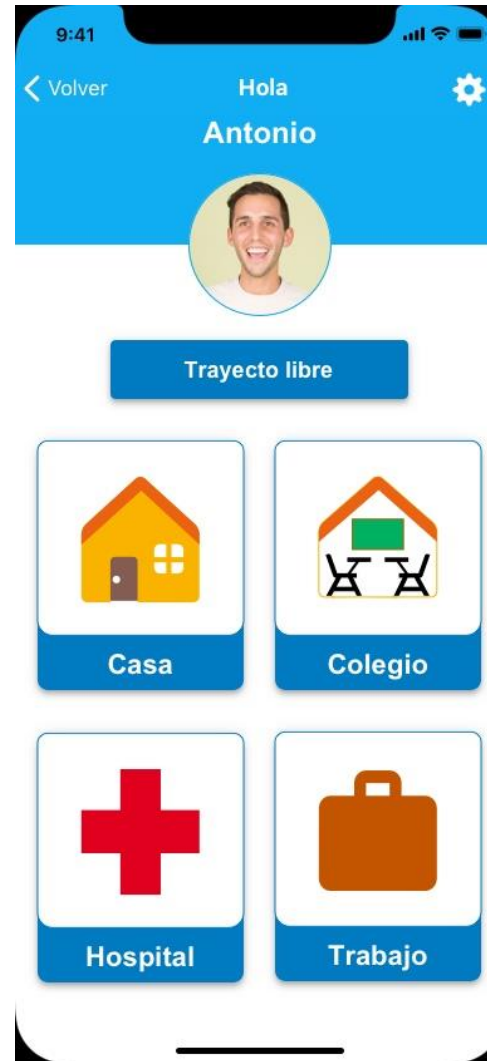 9:41
Volver
Hola
Antonio
Trayecto libre
Casa
Colegio
Hospital
Trabajo